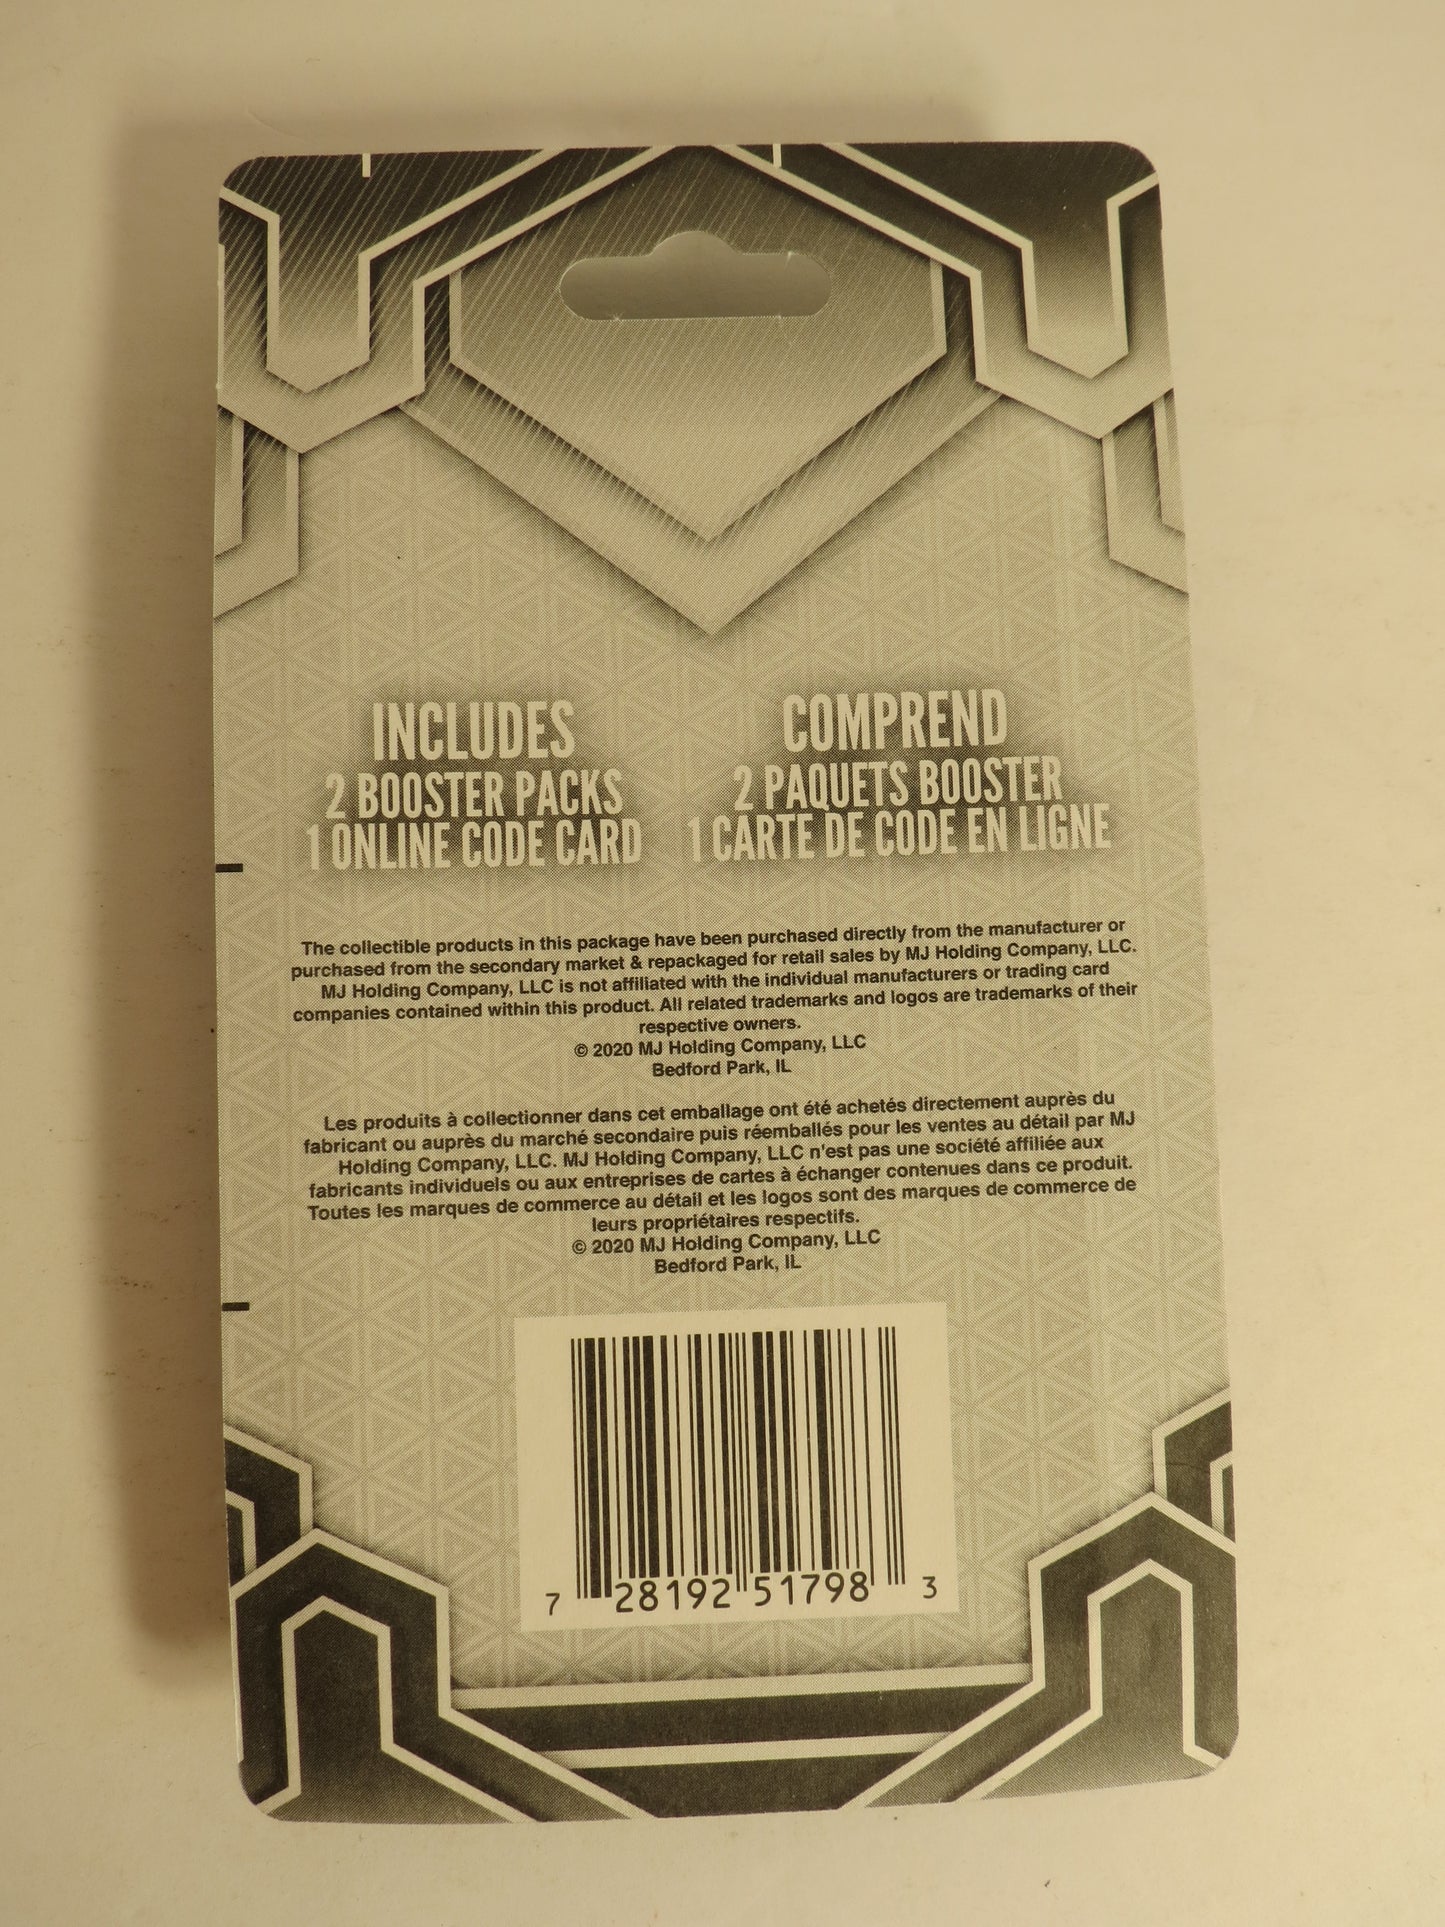 INCLUDES
2 BOOSTER PACKS
1 ONLINE CODE CARD
COMPREND
2 PAQUETS BOOSTER
1 CARTE DE CODE EN LIGNE
The collectible products in this package have been purchased directly from the manufacturer or
purchased from the secondary market & repackaged for retail sales by MJ Holding Company, LLC.
MJ Holding Company, LLC is not affiliated with the individual manufacturers or trading card
companies contained within this product. All related trademarks and logos are trademarks of their
respective owners.
© 2020 MJ Holding Company, LLC
Bedford Park, IL
Les produits à collectionner dans cet emballage ont été achetés directement auprès du
fabricant ou auprès du marché secondaire puis réemballés pour les ventes au détail par MJ
Holding Company, LLC. MJ Holding Company, LLC n'est pas une société affiliée aux
fabricants individuels ou aux entreprises de cartes à échanger contenues dans ce produit.
Toutes les marques de commerce au détail et les logos sont des marques de commerce de
leurs propriétaires respectifs.
© 2020 MJ Holding Company, LLC
Bedford Park, IL
7 28192 51798 3